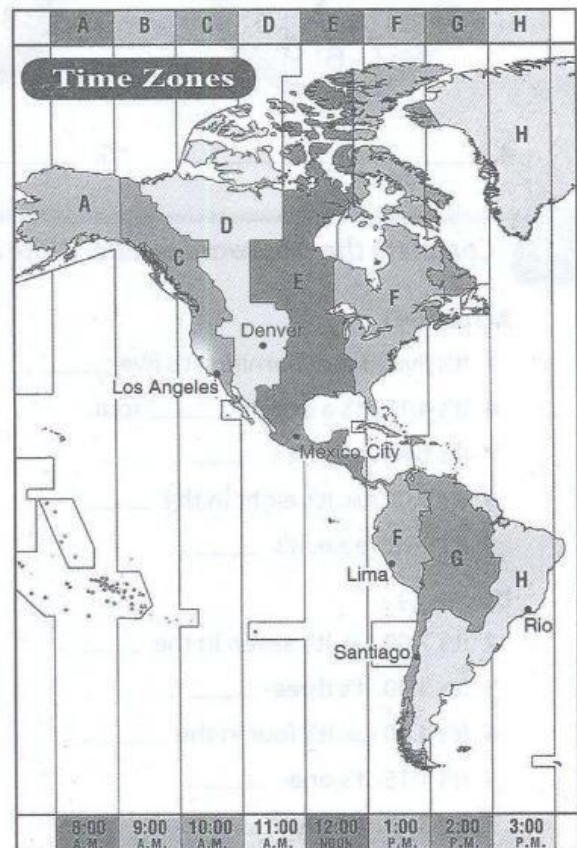 A B C D E F G H
Time Zones
H
A
D
C
E
F
Denver
Los Angeles
Mexico City
F
G
H
Lima
Rio
Santiago
8:00 9:00 10:00 11:00 12:00 1:00 2:00 3:00
A.M. A.M. A.M. A.M. NOON P.M. P.M. P.M.